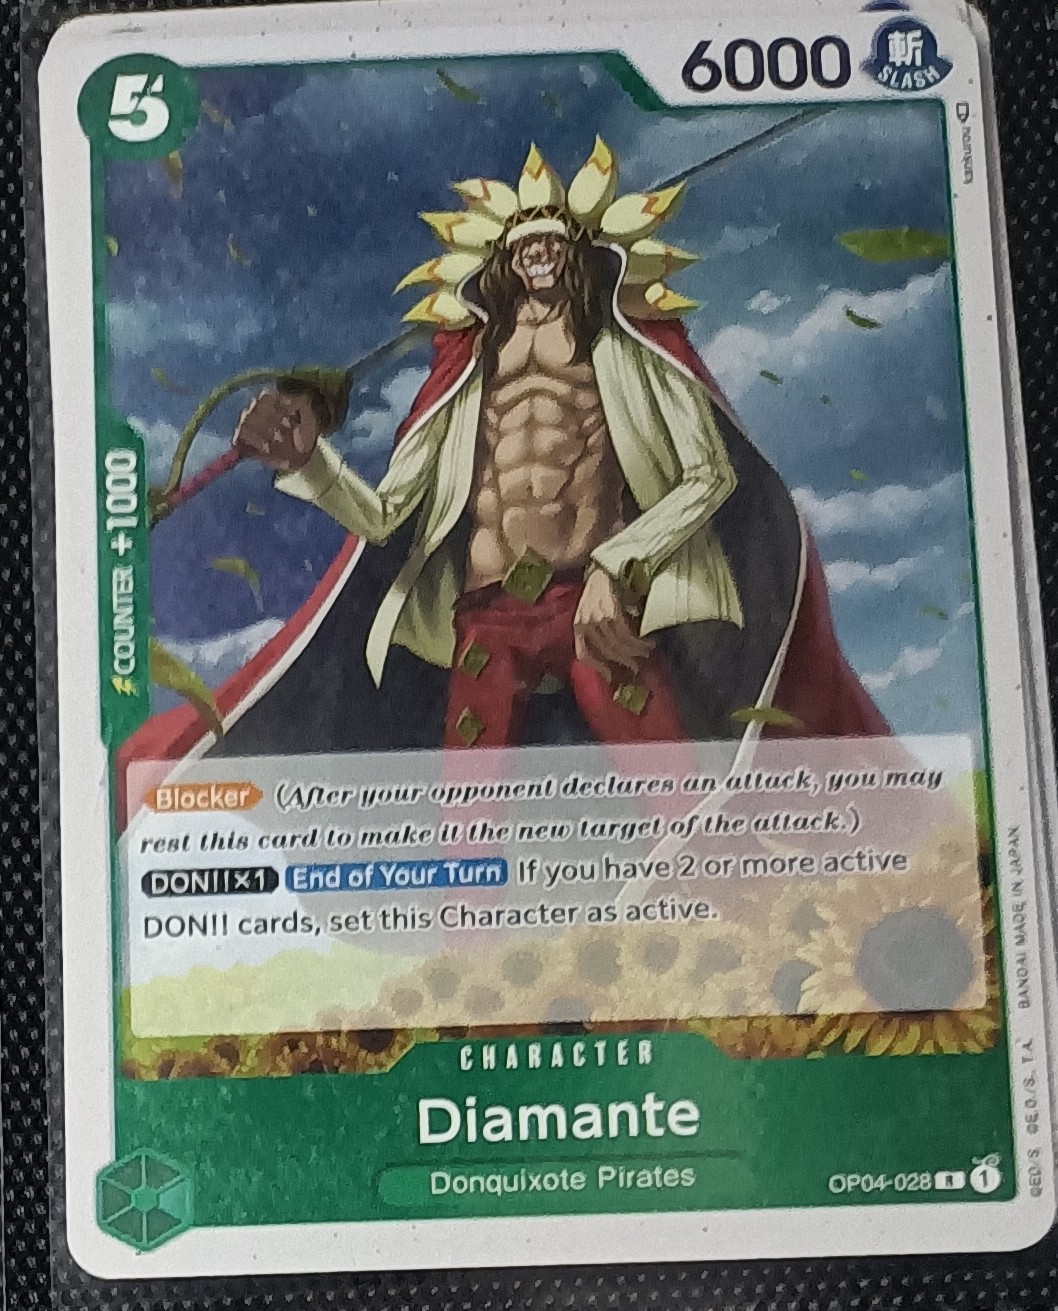 5
6000
斬
SLASH
kankurou
COUNTER +1000
Blocker (After your opponent declares an attack, you may
rest this card to make it the new target of the attack.)
DON!!×1 End of Your Turn If you have 2 or more active
DON!! cards, set this Character as active.
CHARACTER
Diamante
Donquixote Pirates
OP04-028 R 1
©E.O./S. ©E.O./S., T.A. BANDAI MADE IN JAPAN